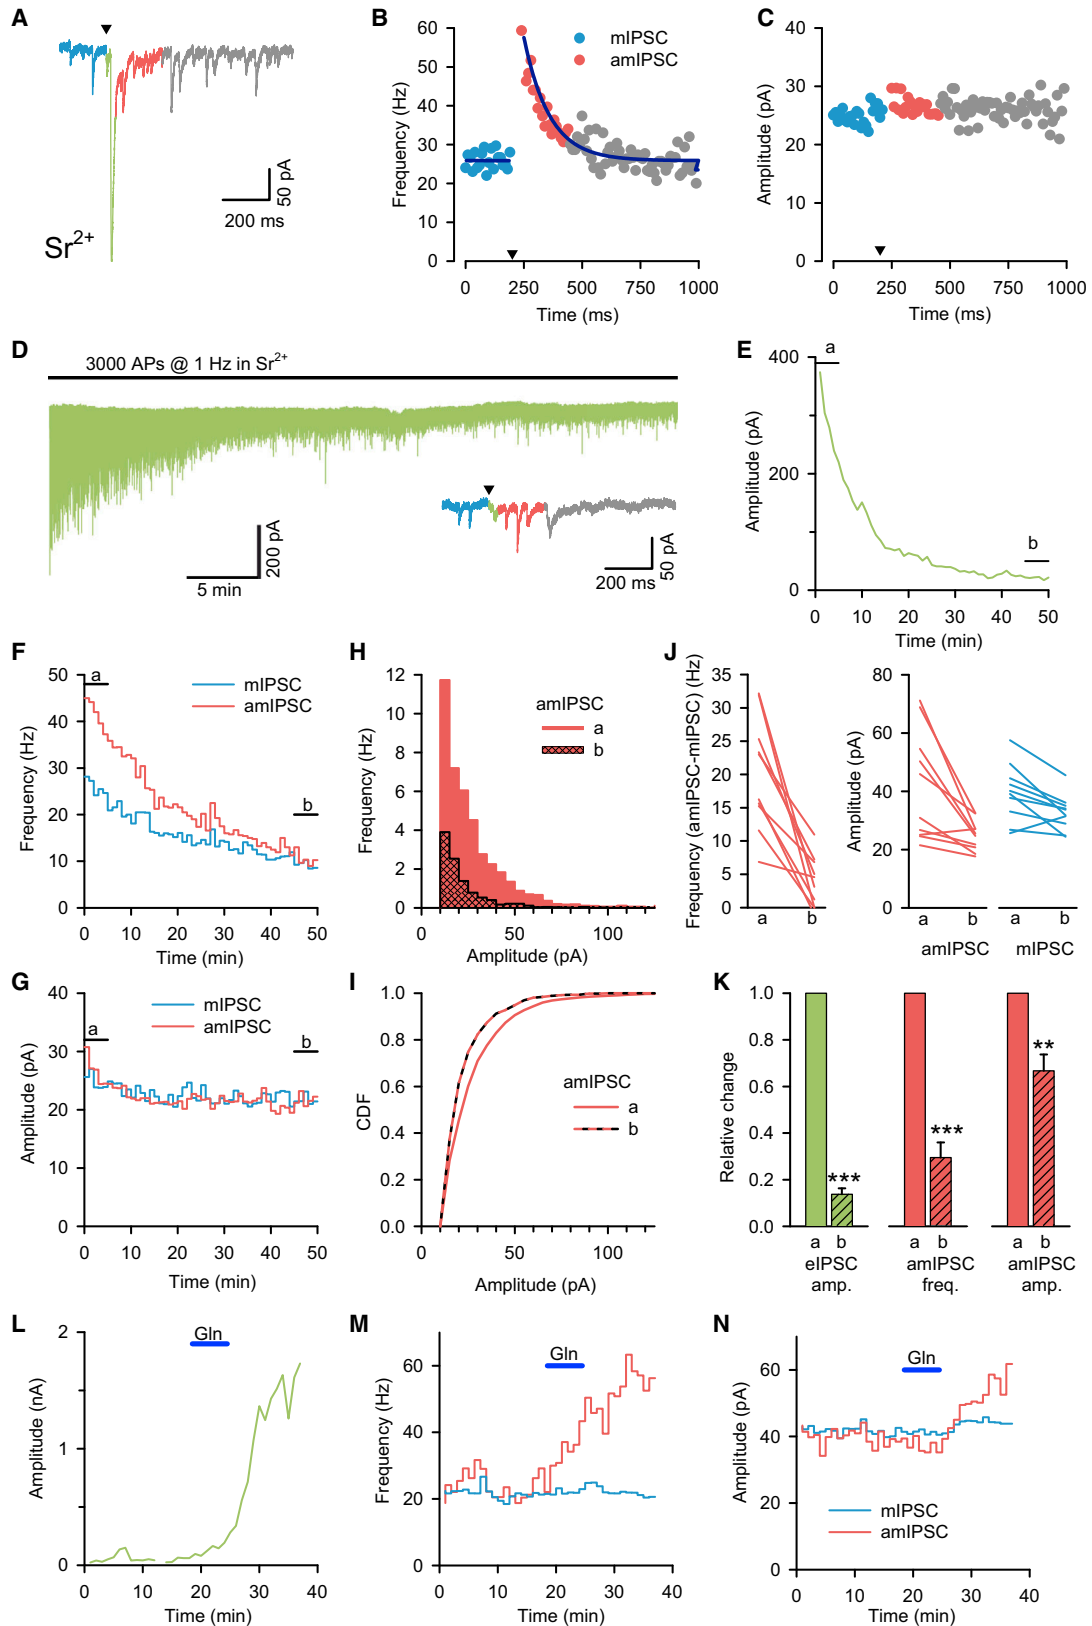 A
50 pA
200 ms
Sr2+
B
Frequency (Hz)
60
50
40
30
20
10
0
mIPSC
amIPSC
0 250 500 750 1000
Time (ms)
C
Amplitude (pA)
40
30
20
10
0
0 250 500 750 1000
Time (ms)
D
3000 APs @ 1 Hz in Sr2+
200 pA
5 min
50 pA
200 ms
E
Amplitude (pA)
400
200
0
a
b
0 10 20 30 40 50
Time (min)
F
Frequency (Hz)
50
40
30
20
10
0
a
mIPSC
amIPSC
b
0 10 20 30 40 50
Time (min)
H
Frequency (Hz)
12
10
8
6
4
2
0
amIPSC
a
b
0 50 100
Amplitude (pA)
J
Frequency (amIPSC-mIPSC) (Hz)
35
30
25
20
15
10
5
0
a b
Amplitude (pA)
80
60
40
20
0
a b a b
amIPSC mIPSC
G
Amplitude (pA)
40
30
20
10
0
a
mIPSC
amIPSC
b
0 10 20 30 40 50
Time (min)
I
CDF
1.0
0.8
0.6
0.4
0.2
0.0
amIPSC
a
b
0 50 100
Amplitude (pA)
K
Relative change
1.0
0.8
0.6
0.4
0.2
0.0
***
***
**
a b a b a b
eIPSC amp.
amIPSC freq.
amIPSC amp.
L
Amplitude (nA)
2
1
0
Gln
0 10 20 30 40
Time (min)
M
Frequency (Hz)
60
40
20
0
Gln
0 10 20 30 40
Time (min)
N
Amplitude (pA)
60
40
20
0
Gln
mIPSC
amIPSC
0 10 20 30 40
Time (min)